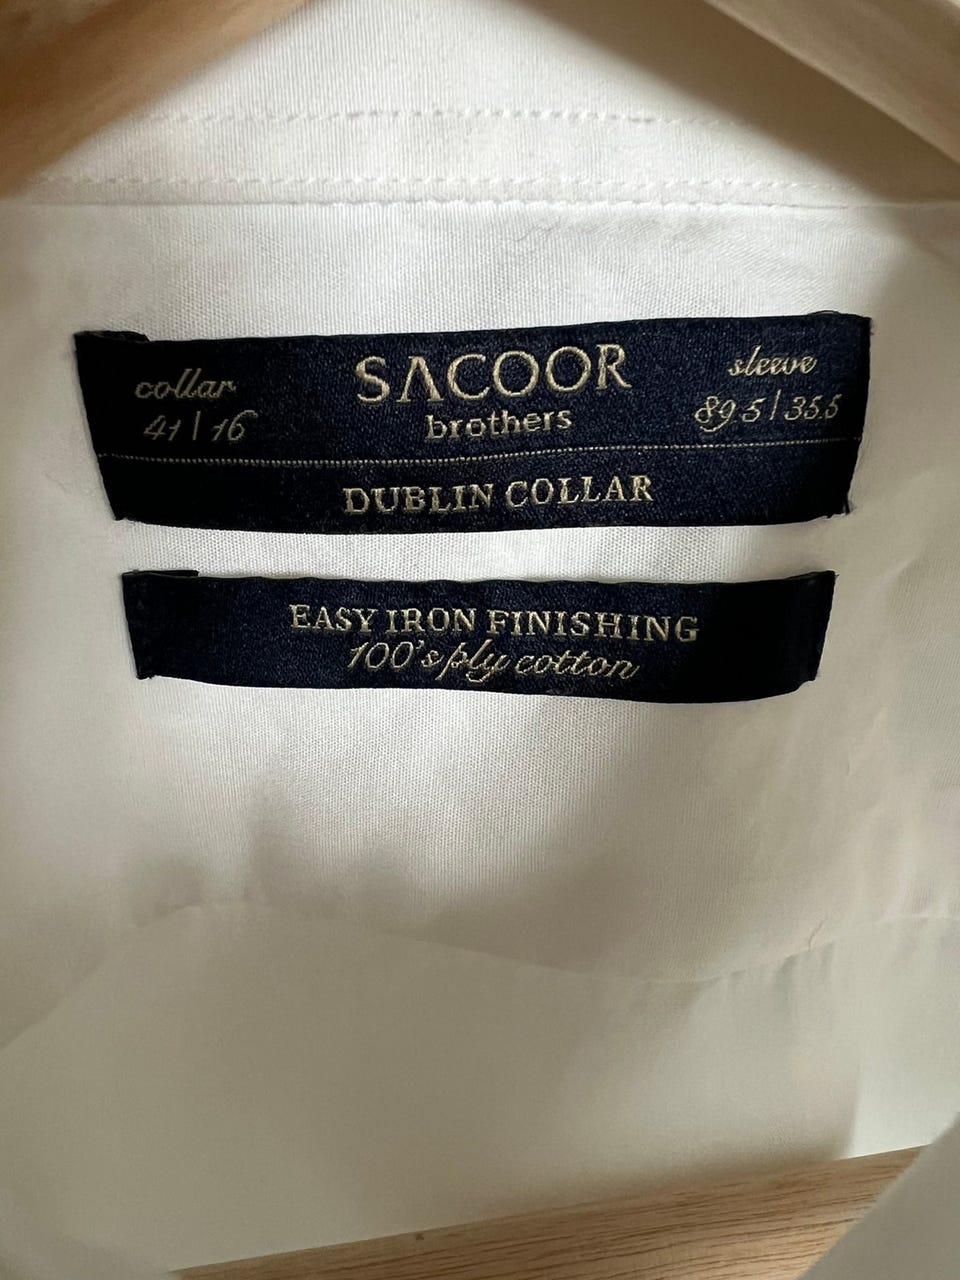 collar
41 | 16
SACOOR
brothers
sleeve
89.5 | 35.5
DUBLIN COLLAR
EASY IRON FINISHING
100's ply cotton